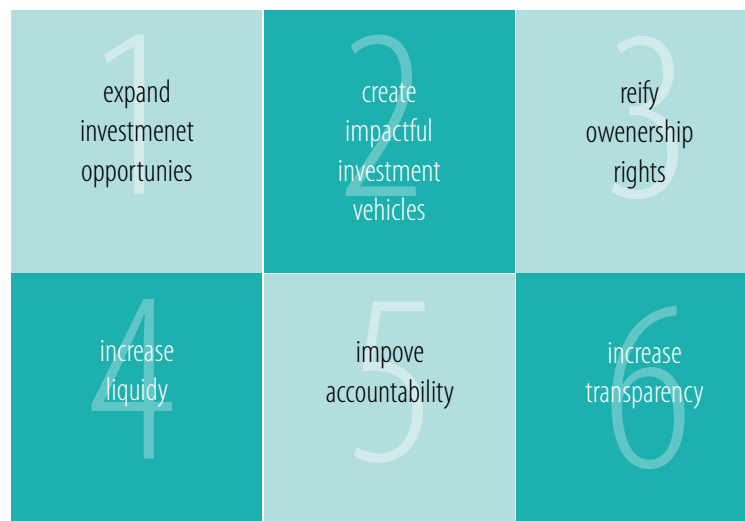 1
expand
investmenet
opportunies
2
create
impactful
investment
vehicles
3
reify
owenership
rights
4
increase
liquidy
5
impove
accountability
6
increase
transparency